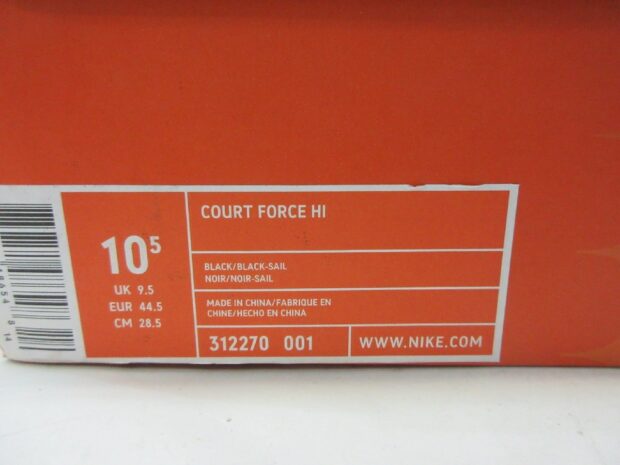 COURT FORCE HI
10⁵
UK 9.5
EUR 44.5
CM 28.5
BLACK/BLACK-SAIL
NOIR/NOIR-SAIL
MADE IN CHINA/FABRIQUE EN
CHINE/HECHO EN CHINA
312270 001
WWW.NIKE.COM